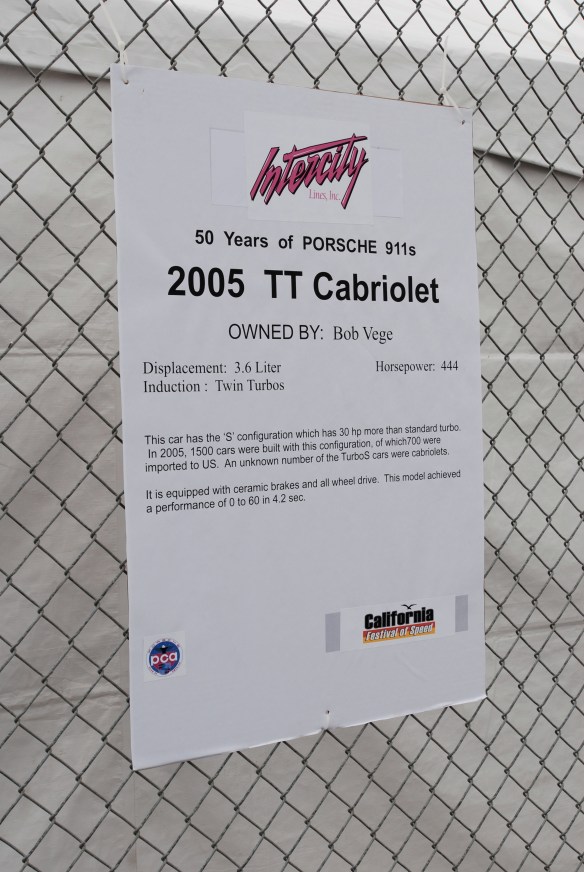 Intercity
Lines, Inc.
50 Years of PORSCHE 911s
2005 TT Cabriolet
OWNED BY: Bob Vege
Displacement: 3.6 Liter Horsepower: 444
Induction : Twin Turbos
This car has the 'S' configuration which has 30 hp more than standard turbo.
In 2005, 1500 cars were built with this configuration, of which700 were
imported to US. An unknown number of the TurboS cars were cabriolets.
It is equipped with ceramic brakes and all wheel drive. This model achieved
a performance of 0 to 60 in 4.2 sec.
California
Festival of Speed
pca